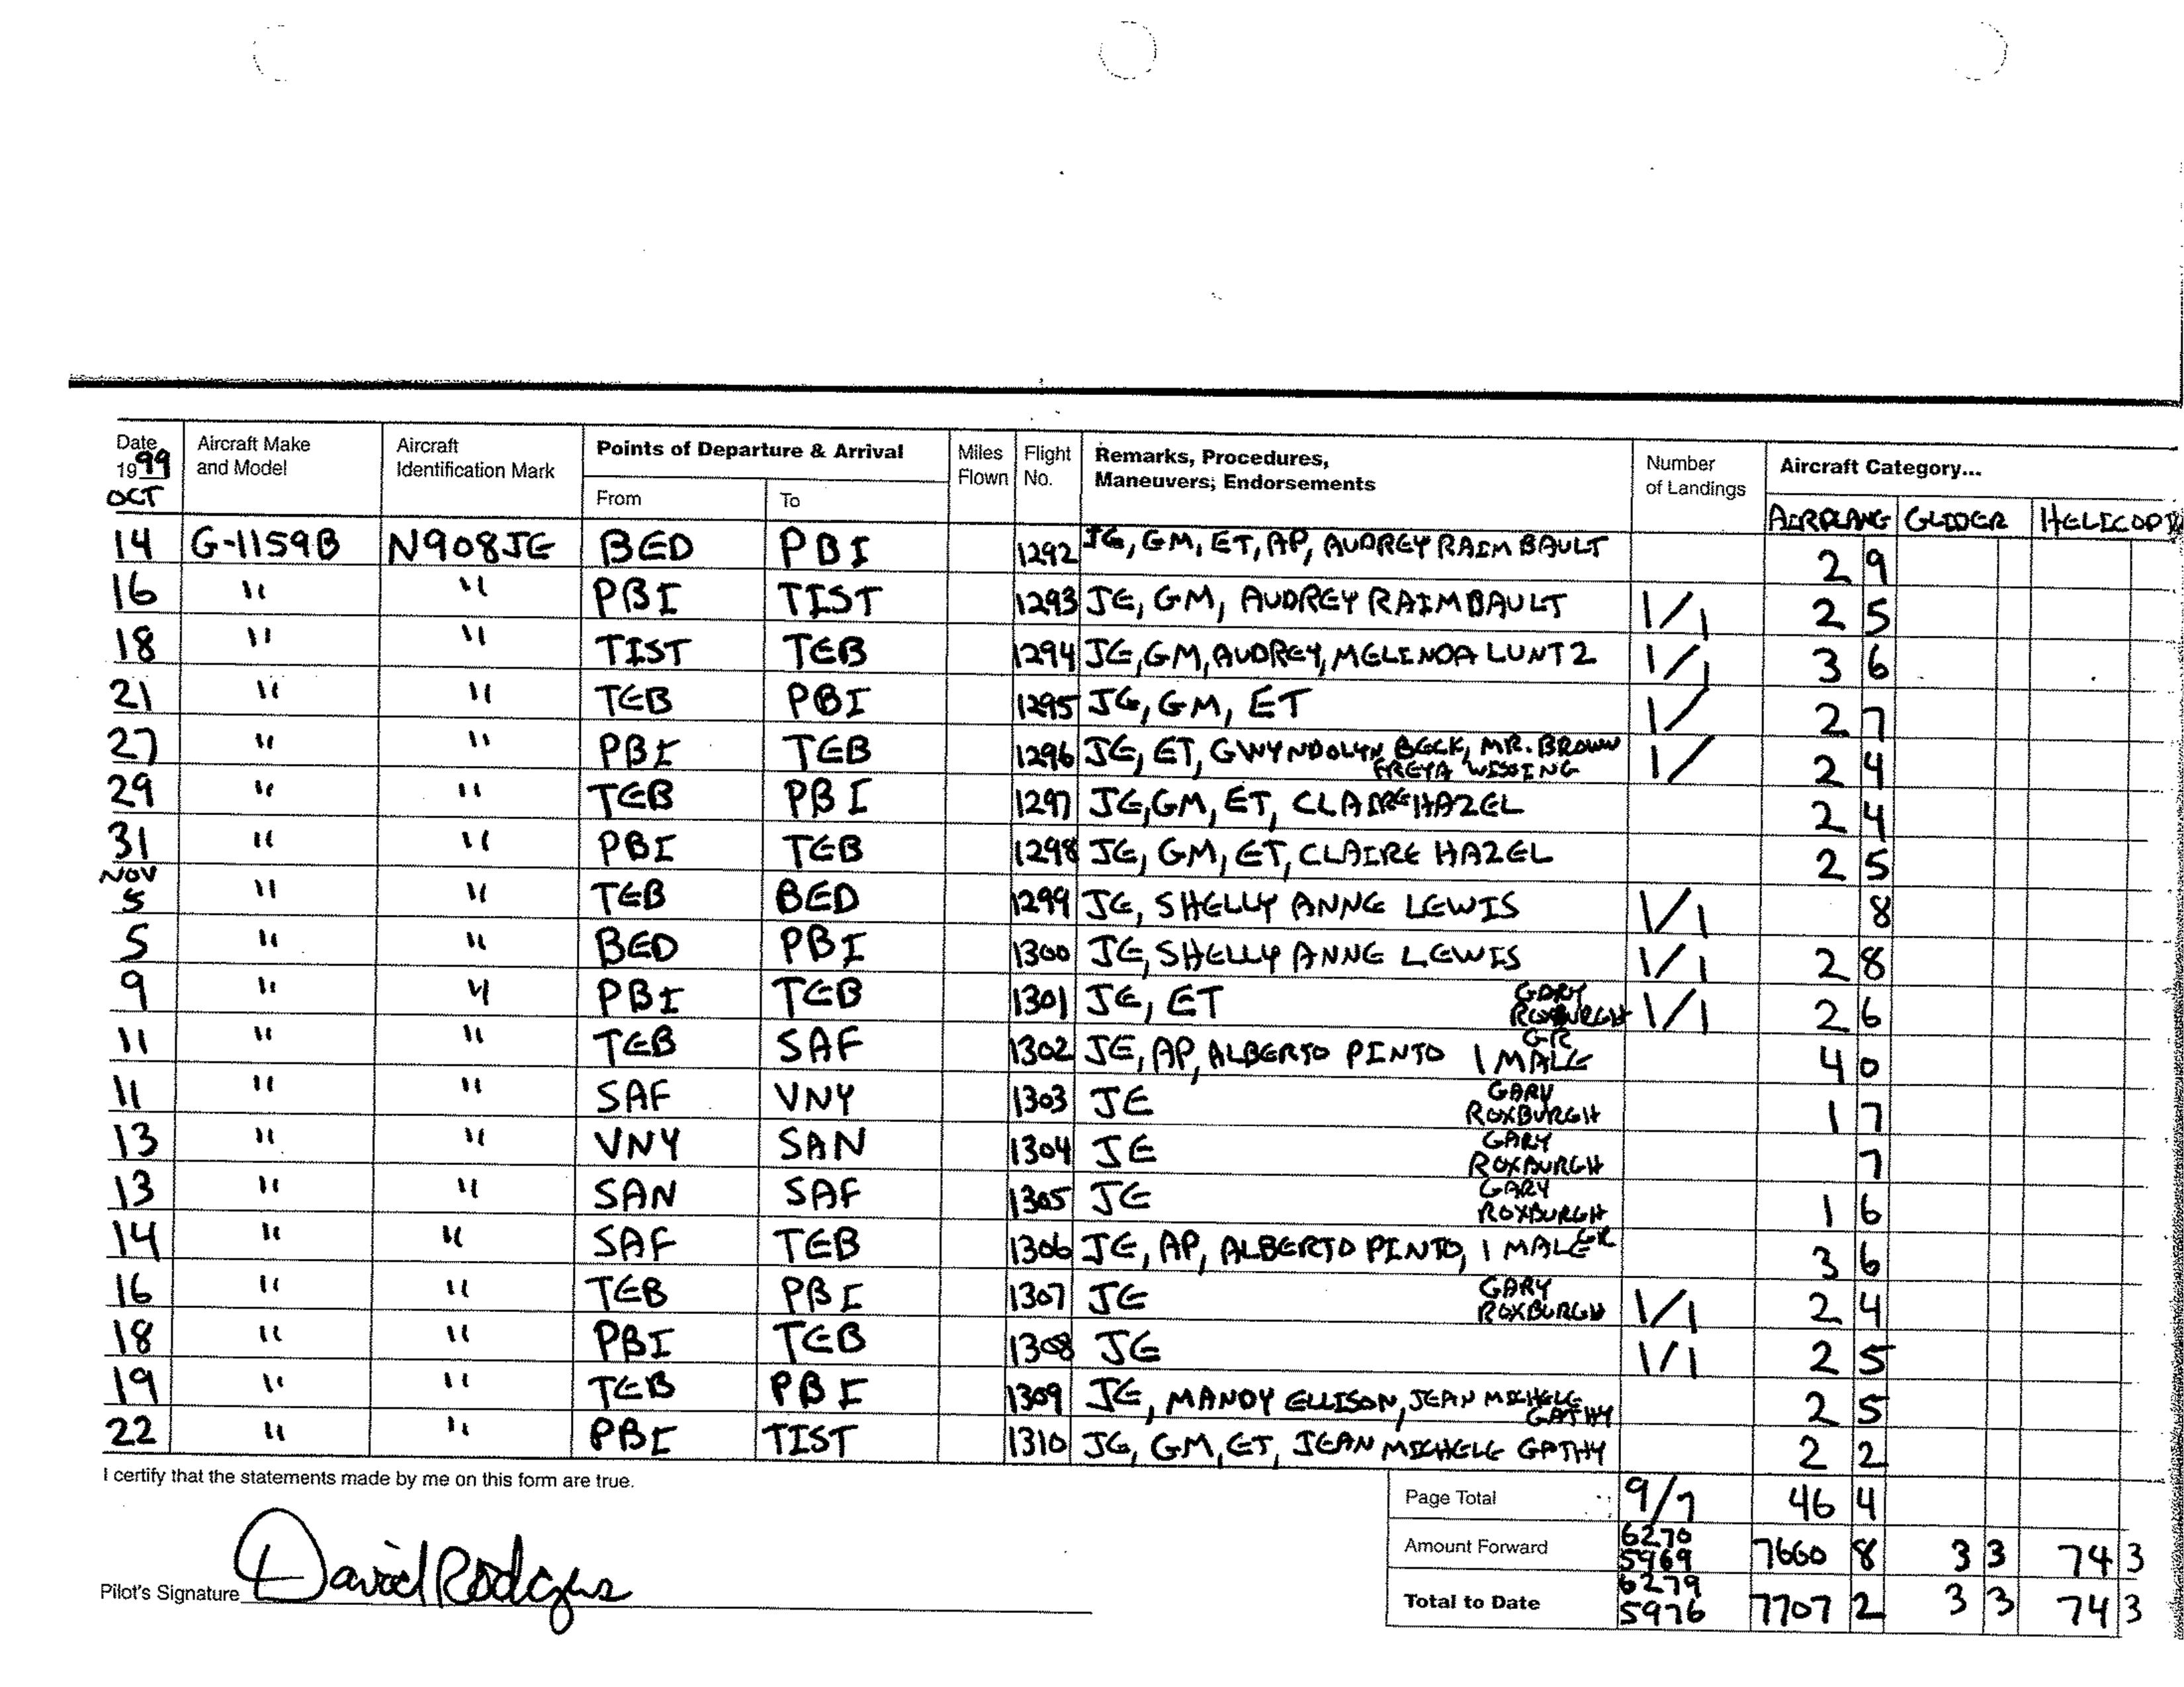 Date 1999 OCT Aircraft Make and Model Aircraft Identification Mark Points of Departure & Arrival From To Miles Flown Flight No. Remarks, Procedures, Maneuvers, Endorsements Number of Landings Aircraft Category... AIRPLANE GLIDER HELICOPT
14 G-1159B N908JE BED PBI 1292 JE, GM, ET, AP, AUDREY RAIMBAULT 2 9
16 " " PBI TIST 1293 JE, GM, AUDREY RAIMBAULT 1/1 2 5
18 " " TIST TEB 1294 JE, GM, AUDREY, MELINDA LUNTZ 1/1 3 6
21 " " TEB PBI 1295 JE, GM, ET 1/ 2 7
27 " " PBI TEB 1296 JE, ET, GWYNDOLYN BECK, MR. BROWN 1/ 2 4
FREYA WISSING
29 " " TEB PBI 1297 JE, GM, ET, CLAIRE HAZEL 2 4
31 " " PBI TEB 1298 JE, GM, ET, CLAIRE HAZEL 2 5
NOV
5 " " TEB BED 1299 JE, SHELLY ANNE LEWIS 1/1 8
5 " " BED PBI 1300 JE, SHELLY ANNE LEWIS 1/1 2 8
9 " " PBI TEB 1301 JE, ET GARY ROXBURGH 1/1 2 6
11 " " TEB SAF 1302 JE, AP, ALBERTO PINTO 1 MALE GR 4 0
11 " " SAF VNY 1303 JE GARY ROXBURGH 1 7
13 " " VNY SAN 1304 JE GARY ROXBURGH 7
13 " " SAN SAF 1305 JE GARY ROXBURGH 1 6
14 " " SAF TEB 1306 JE, AP, ALBERTO PINTO, 1 MALE GR 3 6
16 " " TEB PBI 1307 JE GARY ROXBURGH 1/1 2 4
18 " " PBI TEB 1308 JE 1/1 2 5
19 " " TEB PBI 1309 JE, MANDY ELLISON, JEAN MICHELE GATHY 2 5
22 " " PBI TIST 1310 JE, GM, ET, JEAN MICHELE GATHY 2 2
I certify that the statements made by me on this form are true.
Page Total 9/7 46 4
Amount Forward 6270 5969 7660 8 3 3 74 3
Pilot's Signature David Rodgers
Total to Date 6279 5976 7707 2 3 3 74 3